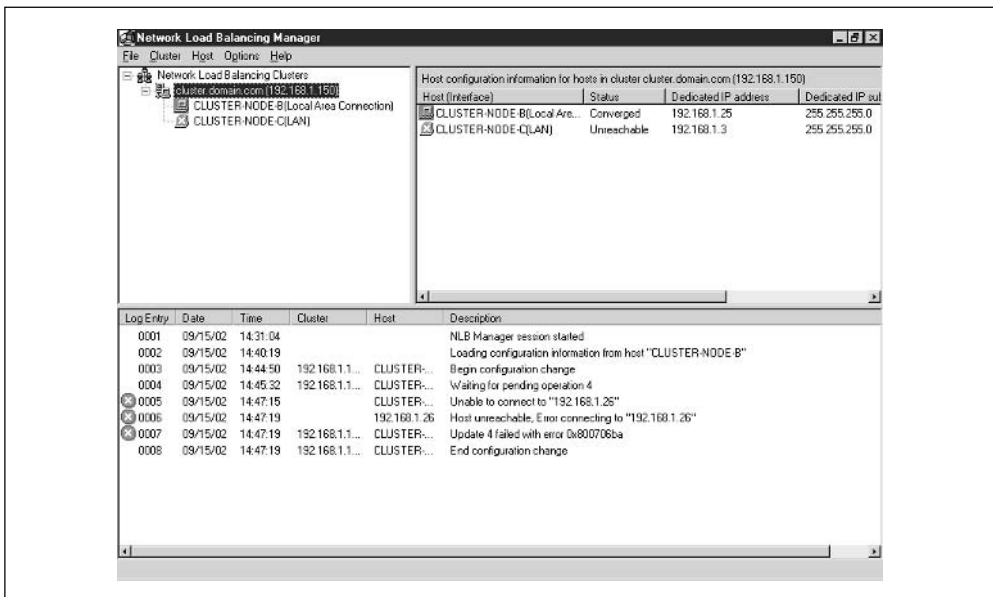 Network Load Balancing Manager
File Cluster Host Options Help
Network Load Balancing Clusters
cluster.domain.com (192.168.1.150)
CLUSTER-NODE-B(Local Area Connection)
CLUSTER-NODE-C(LAN)
Host configuration information for hosts in cluster cluster.domain.com (192.168.1.150)
Host (Interface) Status Dedicated IP address Dedicated IP sul
CLUSTER-NODE-B(Local Are... Converged 192.168.1.25 255.255.255.0
CLUSTER-NODE-C(LAN) Unreachable 192.168.1.3 255.255.255.0
Log Entry Date Time Cluster Host Description
0001 09/15/02 14:31:04 NLB Manager session started
0002 09/15/02 14:40:19 Loading configuration information from host "CLUSTER-NODE-B"
0003 09/15/02 14:44:50 192.168.1.1... CLUSTER-... Begin configuration change
0004 09/15/02 14:45:32 192.168.1.1... CLUSTER-... Waiting for pending operation 4
0005 09/15/02 14:47:15 CLUSTER-... Unable to connect to "192.168.1.26"
0006 09/15/02 14:47:19 192.168.1.26 Host unreachable, Error connecting to "192.168.1.26"
0007 09/15/02 14:47:19 192.168.1.1... CLUSTER-... Update 4 failed with error 0x800706ba
0008 09/15/02 14:47:19 192.168.1.1... CLUSTER-... End configuration change